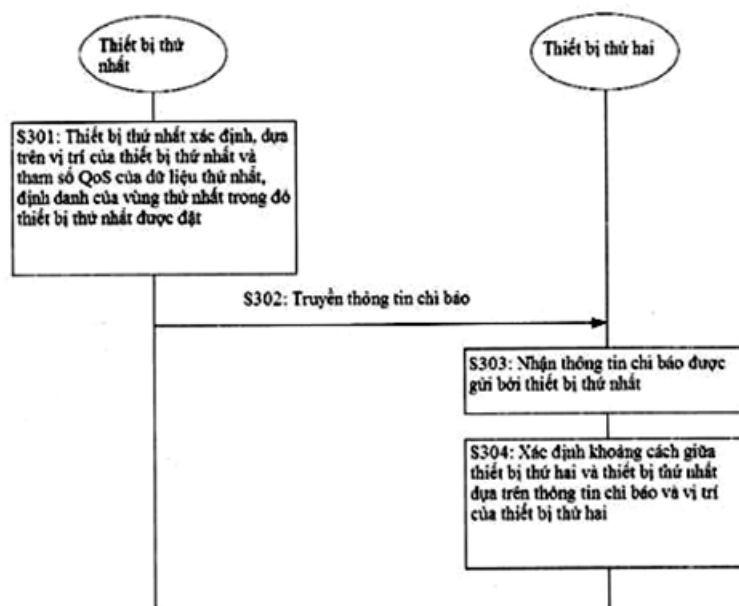 Thiết bị thứ
nhất
Thiết bị thứ hai
S301: Thiết bị thứ nhất xác định, dựa
trên vị trí của thiết bị thứ nhất và
tham số QoS của dữ liệu thứ nhất,
định danh của vùng thứ nhất trong đó
thiết bị thứ nhất được đặt
S302: Truyền thông tin chỉ báo
S303: Nhận thông tin chỉ báo được
gửi bởi thiết bị thứ nhất
S304: Xác định khoảng cách giữa
thiết bị thứ hai và thiết bị thứ nhất
dựa trên thông tin chỉ báo và vị trí
của thiết bị thứ hai